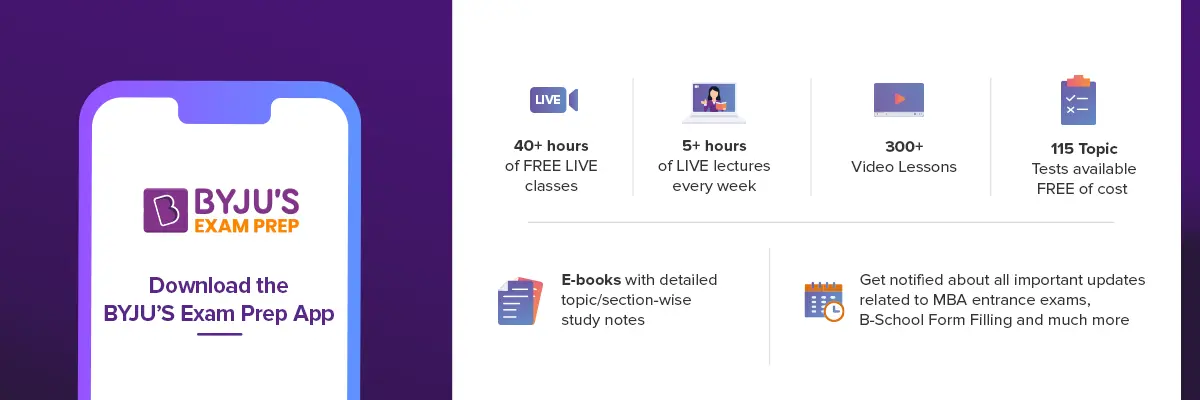 BYJU'S
EXAM PREP
Download the
BYJU'S Exam Prep App
LIVE
40+ hours
of FREE LIVE
classes
5+ hours
of LIVE lectures
every week
300+
Video Lessons
115 Topic
Tests available
FREE of cost
E-books with detailed
topic/section-wise
study notes
Get notified about all important updates
related to MBA entrance exams,
B-School Form Filling and much more